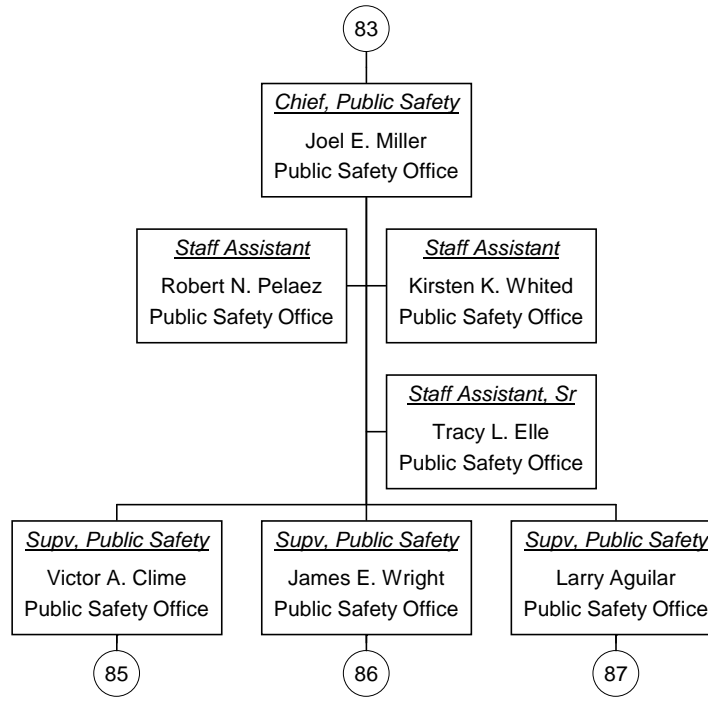 83
Chief, Public Safety
Joel E. Miller
Public Safety Office
Staff Assistant
Robert N. Pelaez
Public Safety Office
Staff Assistant
Kirsten K. Whited
Public Safety Office
Staff Assistant, Sr
Tracy L. Elle
Public Safety Office
Supv, Public Safety
Victor A. Clime
Public Safety Office
Supv, Public Safety
James E. Wright
Public Safety Office
Supv, Public Safety
Larry Aguilar
Public Safety Office
85
86
87